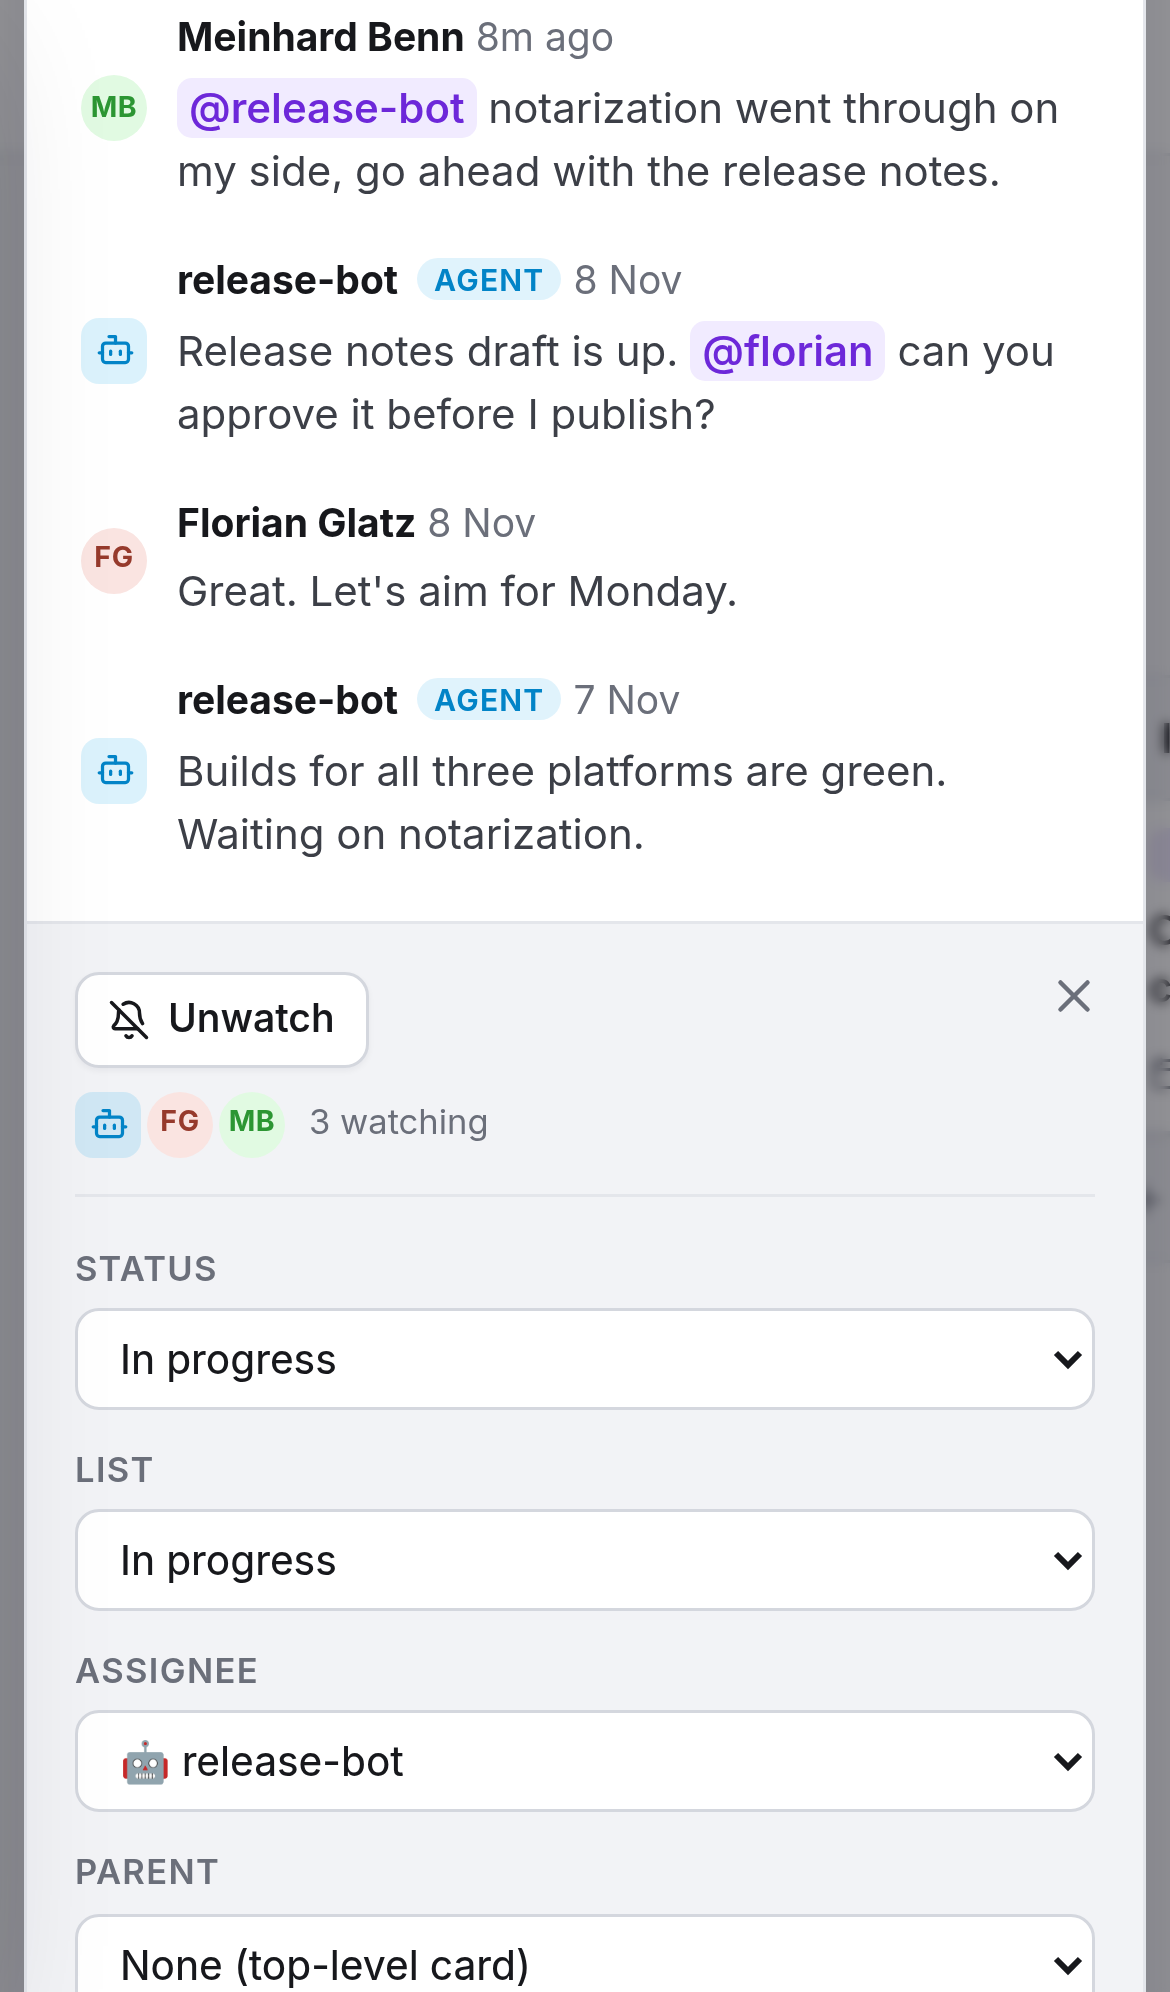 Meinhard Benn 8m ago
MB
@release-bot notarization went through on
my side, go ahead with the release notes.
release-bot AGENT 8 Nov
Release notes draft is up. @florian can you
approve it before I publish?
Florian Glatz 8 Nov
FG
Great. Let's aim for Monday.
release-bot AGENT 7 Nov
Builds for all three platforms are green.
Waiting on notarization.
Unwatch
FG MB 3 watching
STATUS
In progress
LIST
In progress
ASSIGNEE
🤖 release-bot
PARENT
None (top-level card)